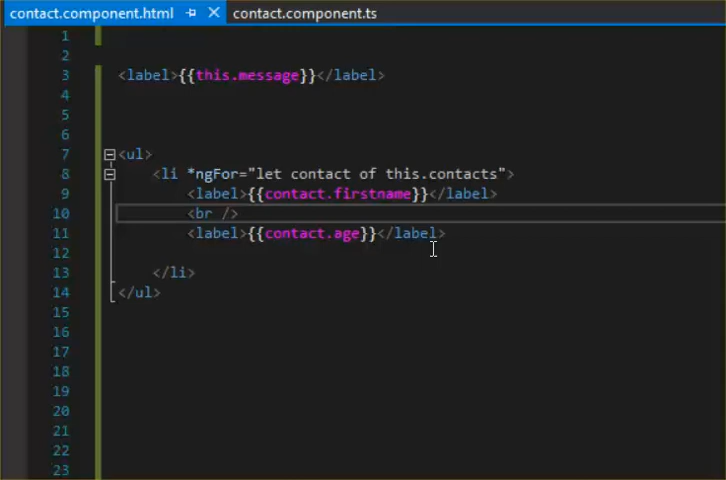 contact.component.html contact.component.ts
1
2
3 <label>{{this.message}}</label>
4
5
6
7 <ul>
8 <li *ngFor="let contact of this.contacts">
9 <label>{{contact.firstname}}</label>
10 <br />
11 <label>{{contact.age}}</label>
12
13 </li>
14 </ul>
15
16
17
18
19
20
21
22
23